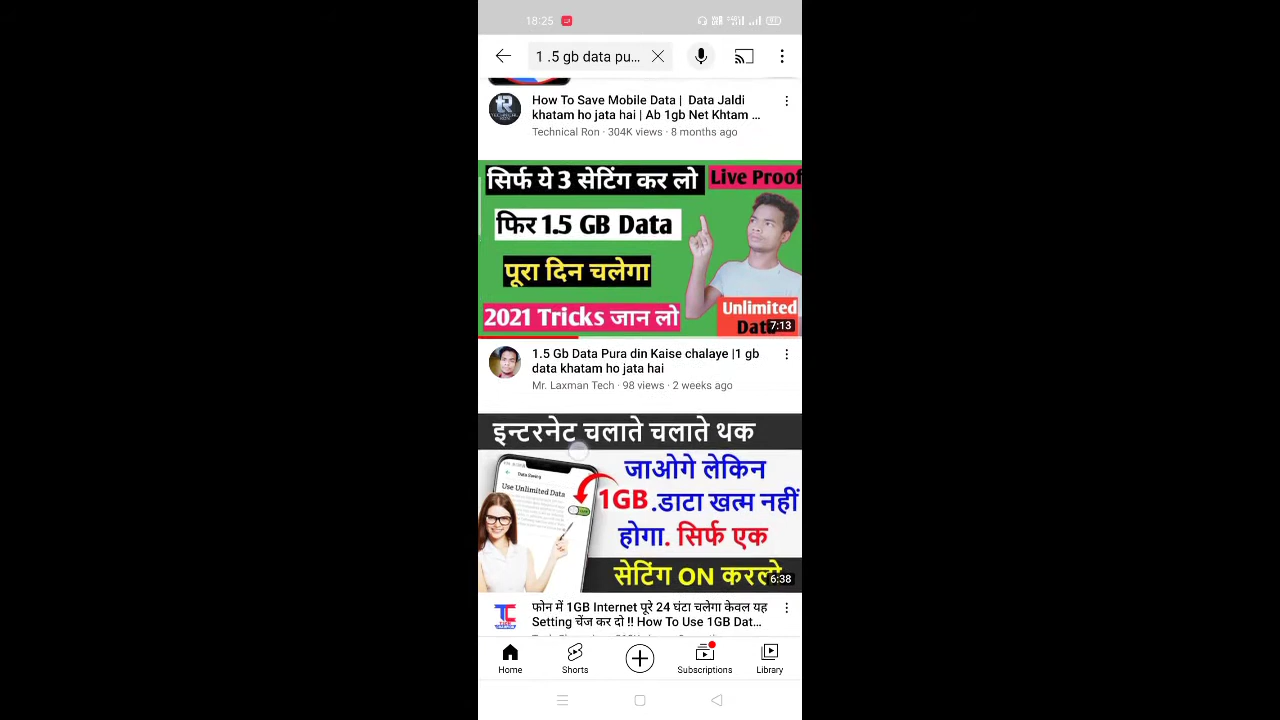 18:25
1 .5 gb data pu...
How To Save Mobile Data | Data Jaldi
khatam ho jata hai | Ab 1gb Net Khtam ...
Technical Ron · 304K views · 8 months ago
सिर्फ ये 3 सेटिंग कर लो
Live Proof
फिर 1.5 GB Data
पूरा दिन चलेगा
2021 Tricks जान लो
Unlimited
Data
7:13
1.5 Gb Data Pura din Kaise chalaye |1 gb
data khatam ho jata hai
Mr. Laxman Tech · 98 views · 2 weeks ago
इन्टरनेट चलाते चलाते थक
जाओगे लेकिन
Data Saving
Use Unlimited Data
1GB.डाटा खत्म नहीं
होगा. सिर्फ एक
सेटिंग ON करलो
6:38
फोन में 1GB Internet पूरे 24 घंटा चलेगा केवल यह
Setting चेंज कर दो !! How To Use 1GB Dat...
Home
Shorts
Subscriptions
Library